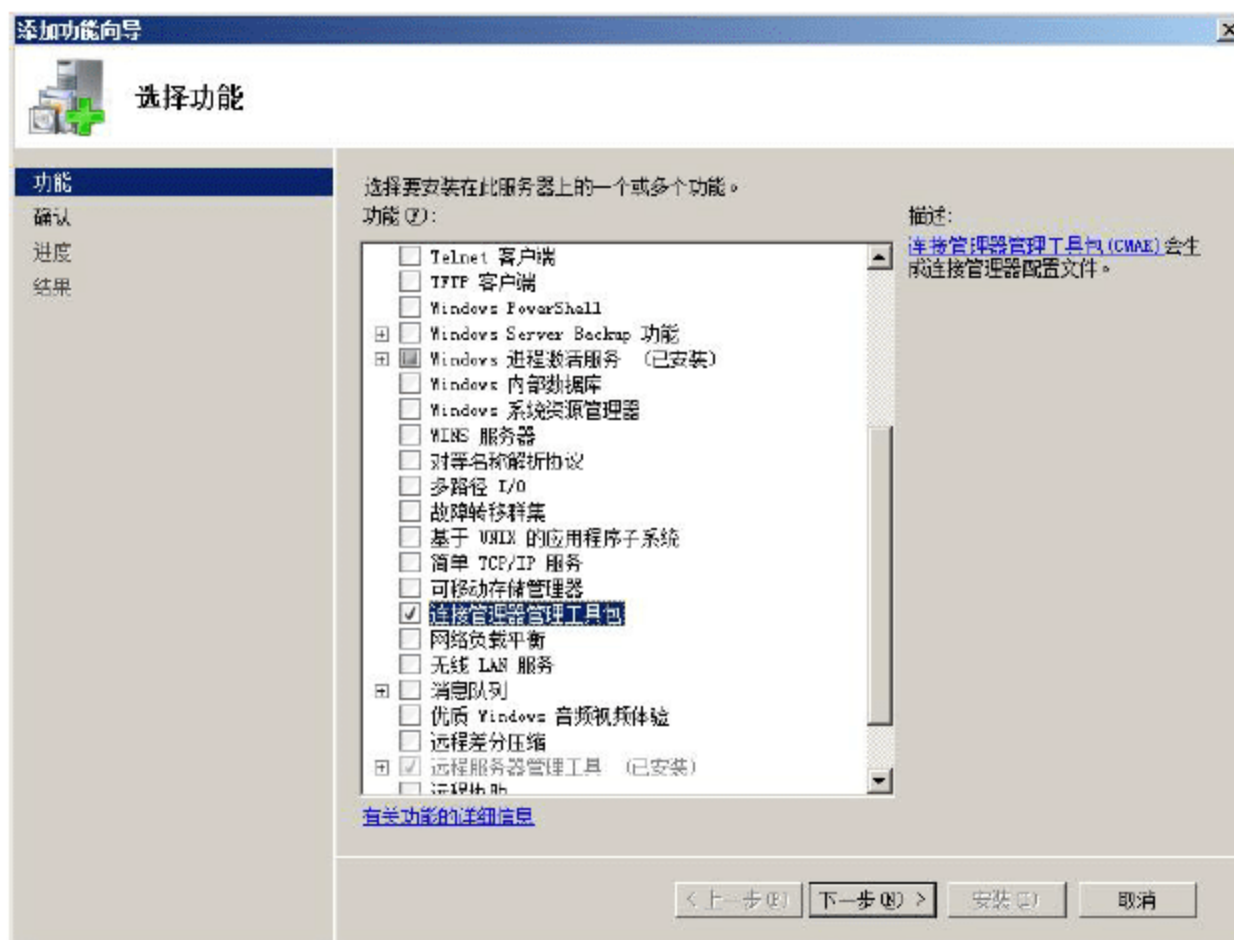 添加功能向导
选择功能
功能
确认
进度
结果
选择要安装在此服务器上的一个或多个功能。
功能(F):
Telnet 客户端
TFTP 客户端
Windows PowerShell
Windows Server Backup 功能
Windows 进程激活服务 (已安装)
Windows 内部数据库
Windows 系统资源管理器
WINS 服务器
对等名称解析协议
多路径 I/O
故障转移群集
基于 UNIX 的应用程序子系统
简单 TCP/IP 服务
可移动存储管理器
连接管理器管理工具包
网络负载平衡
无线 LAN 服务
消息队列
优质 Windows 音频视频体验
远程差分压缩
远程服务器管理工具 (已安装)
远程协助
有关功能的详细信息
描述:
连接管理器管理工具包(CMAK)会生
成连接管理器配置文件。
< 上一步(P)
下一步(N) >
安装(I)
取消